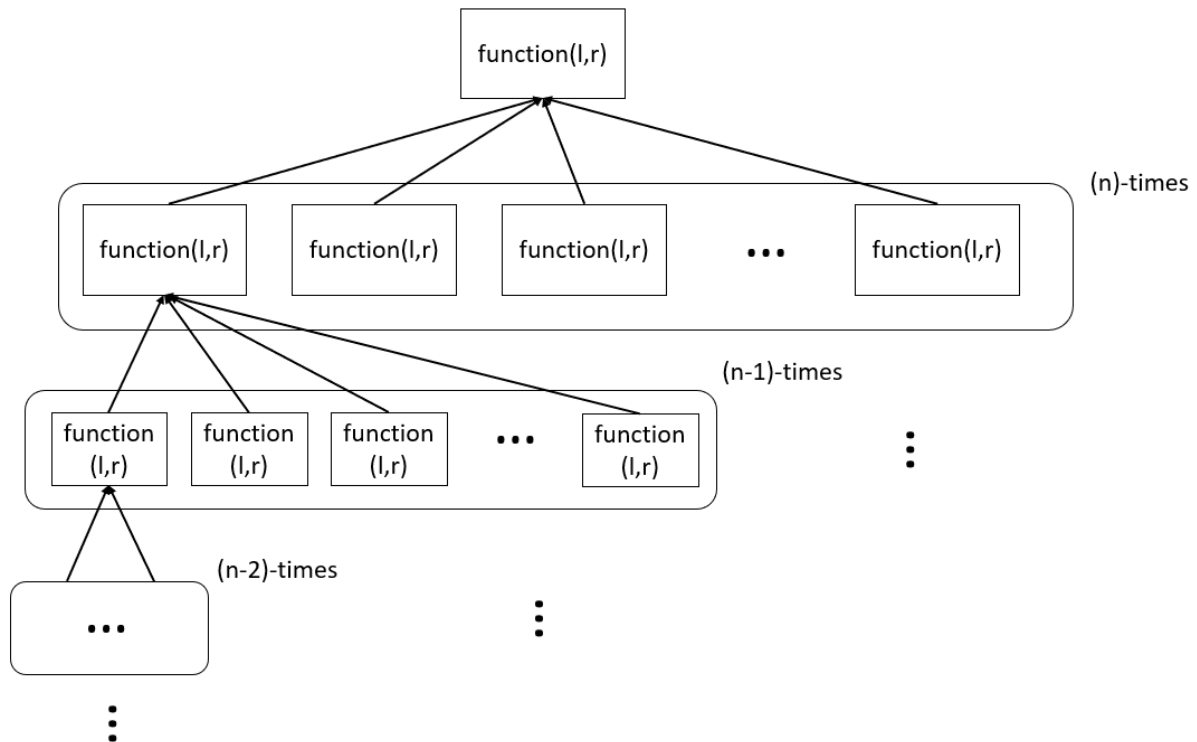 function(l,r)
(n)-times
function(l,r)
function(l,r)
function(l,r)
...
function(l,r)
(n-1)-times
function
(l,r)
function
(l,r)
function
(l,r)
...
function
(l,r)
(n-2)-times
...